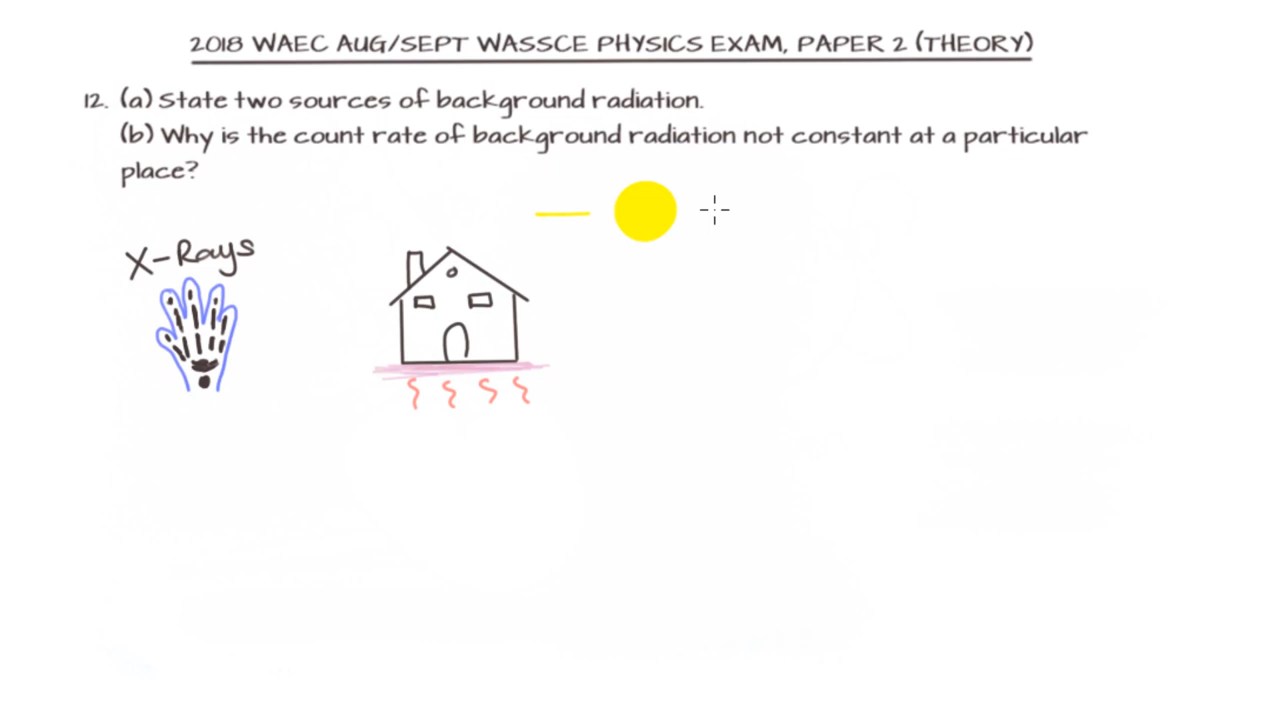 2018 WAEC AUG/SEPT WASSCE PHYSICS EXAM, PAPER 2 (THEORY)
12. (a) State two sources of background radiation.
(b) Why is the count rate of background radiation not constant at a particular
place?
X-Rays